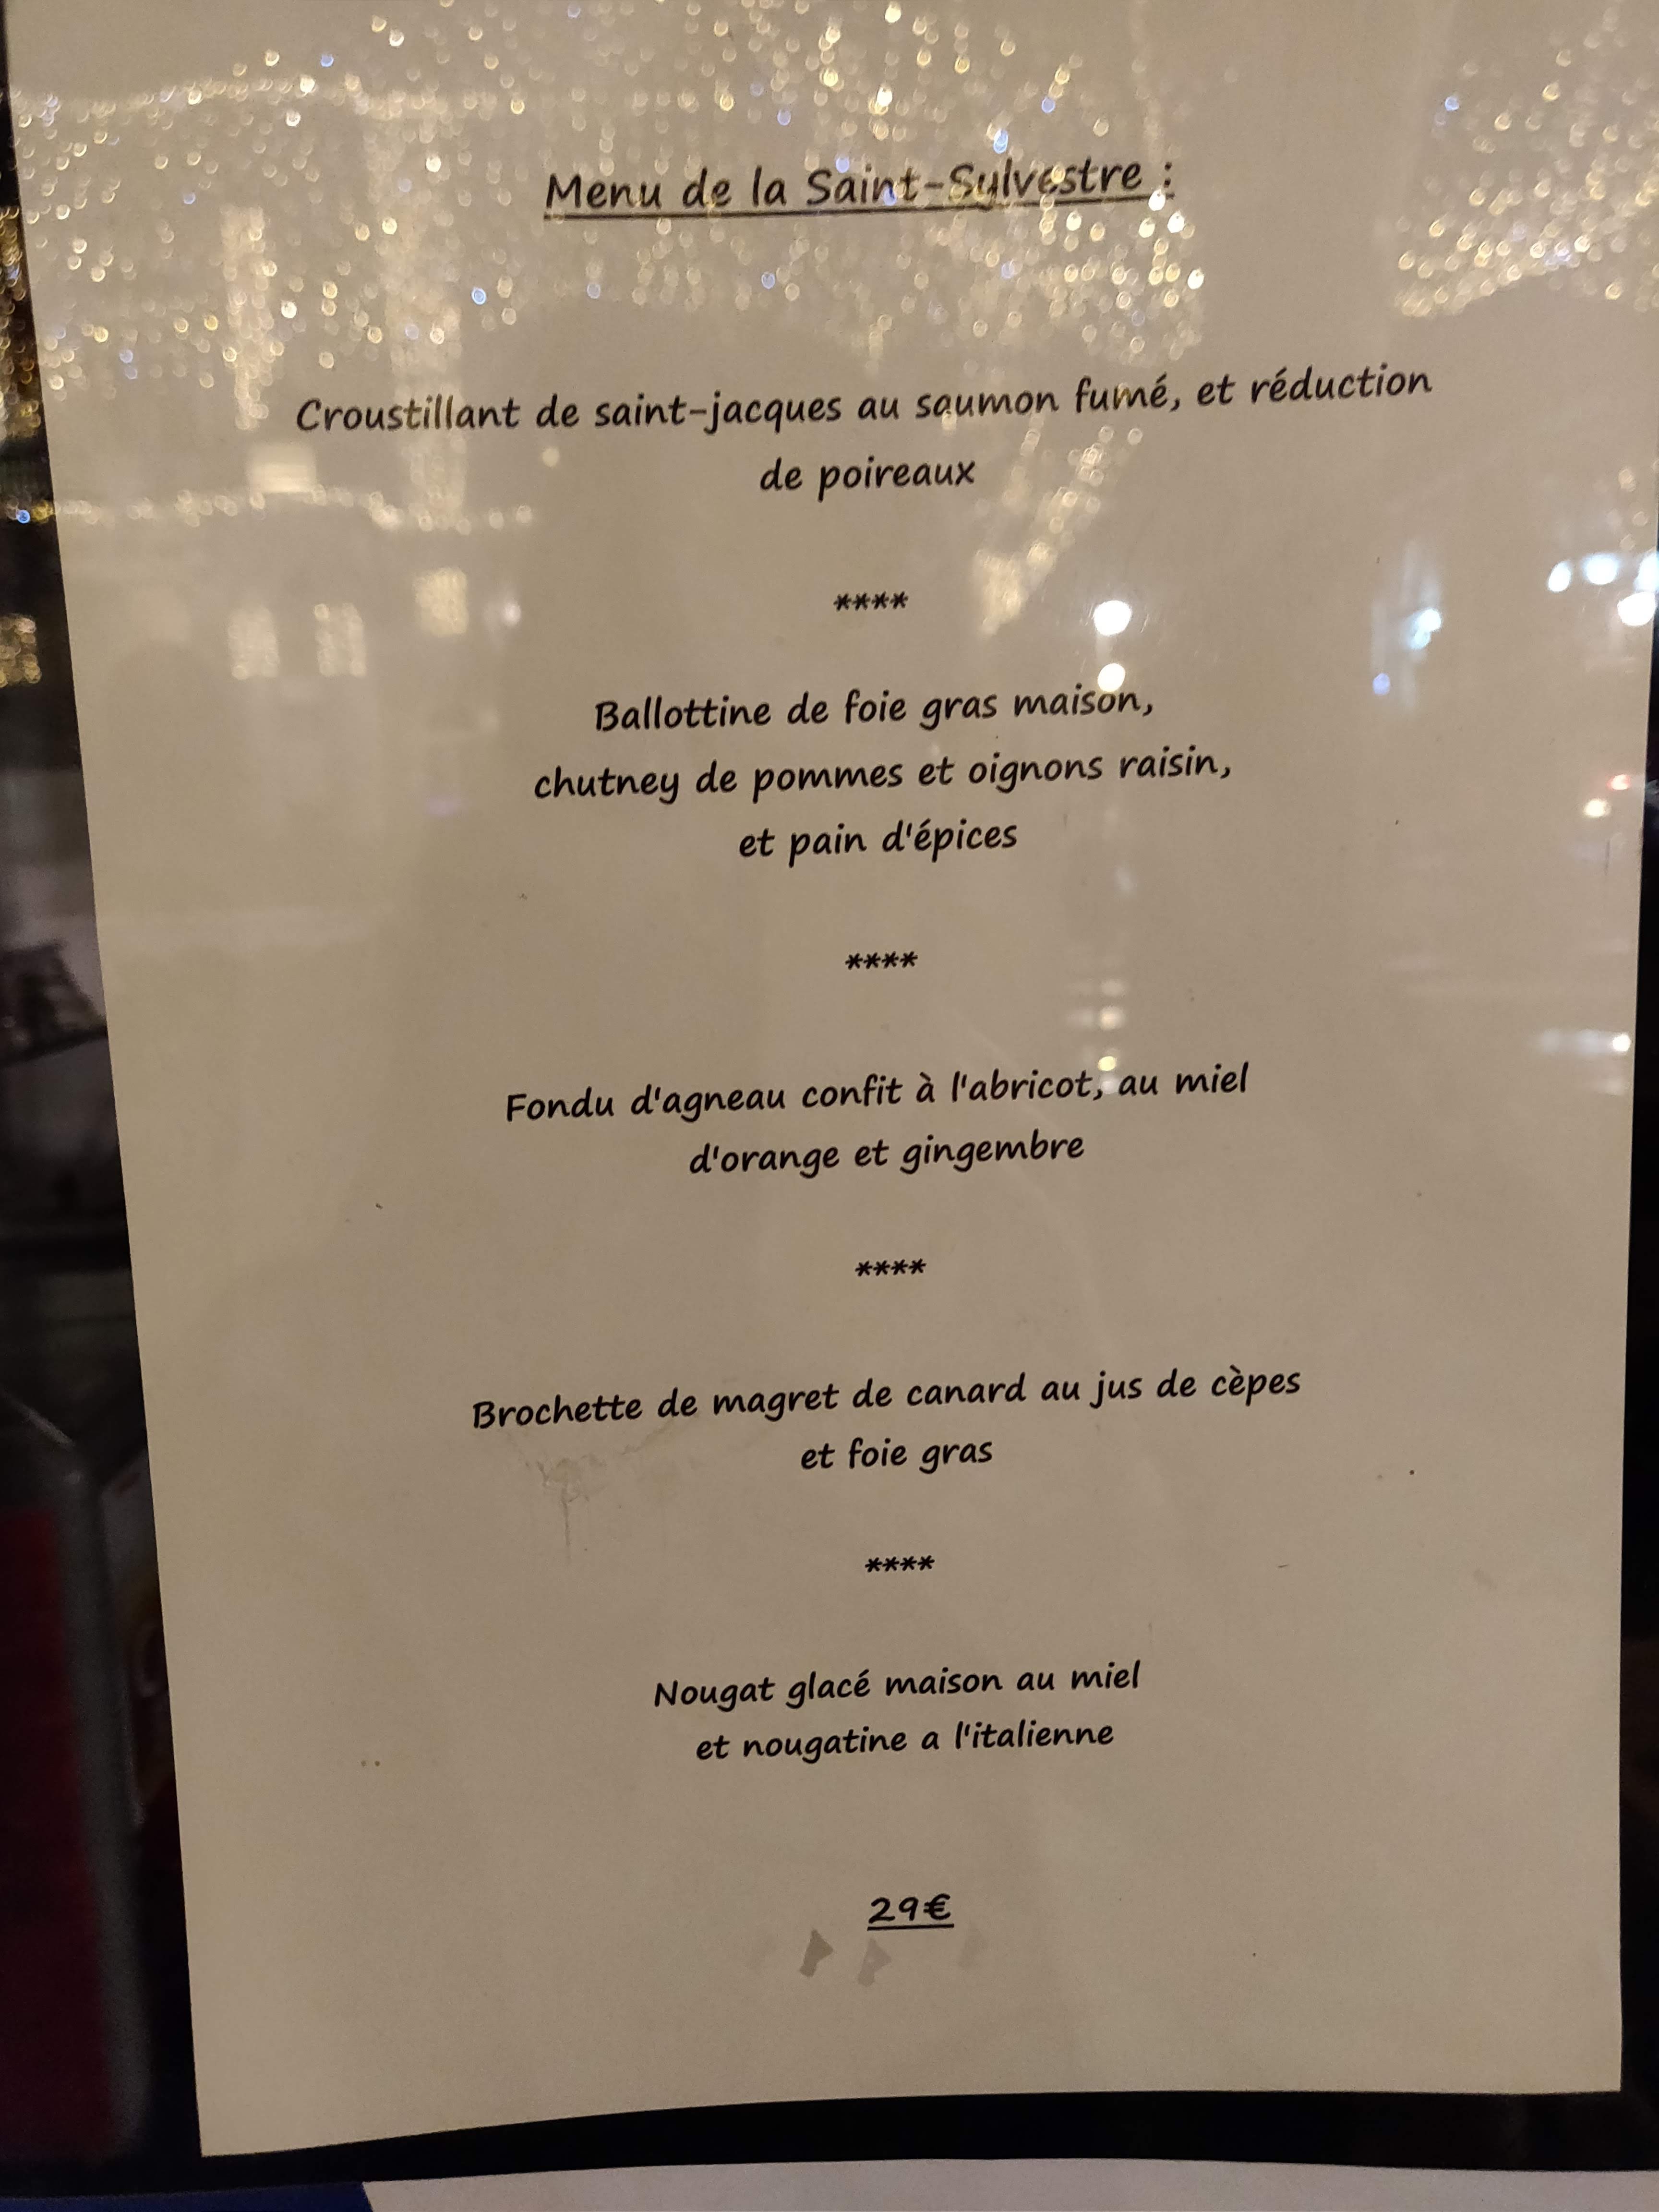 Menu de la Saint-Sylvestre :
Croustillant de saint-jacques au saumon fumé, et réduction
de poireaux
****
Ballottine de foie gras maison,
chutney de pommes et oignons raisin,
et pain d'épices
****
Fondu d'agneau confit à l'abricot, au miel
d'orange et gingembre
****
Brochette de magret de canard au jus de cèpes
et foie gras
****
Nougat glacé maison au miel
et nougatine a l'italienne
29€